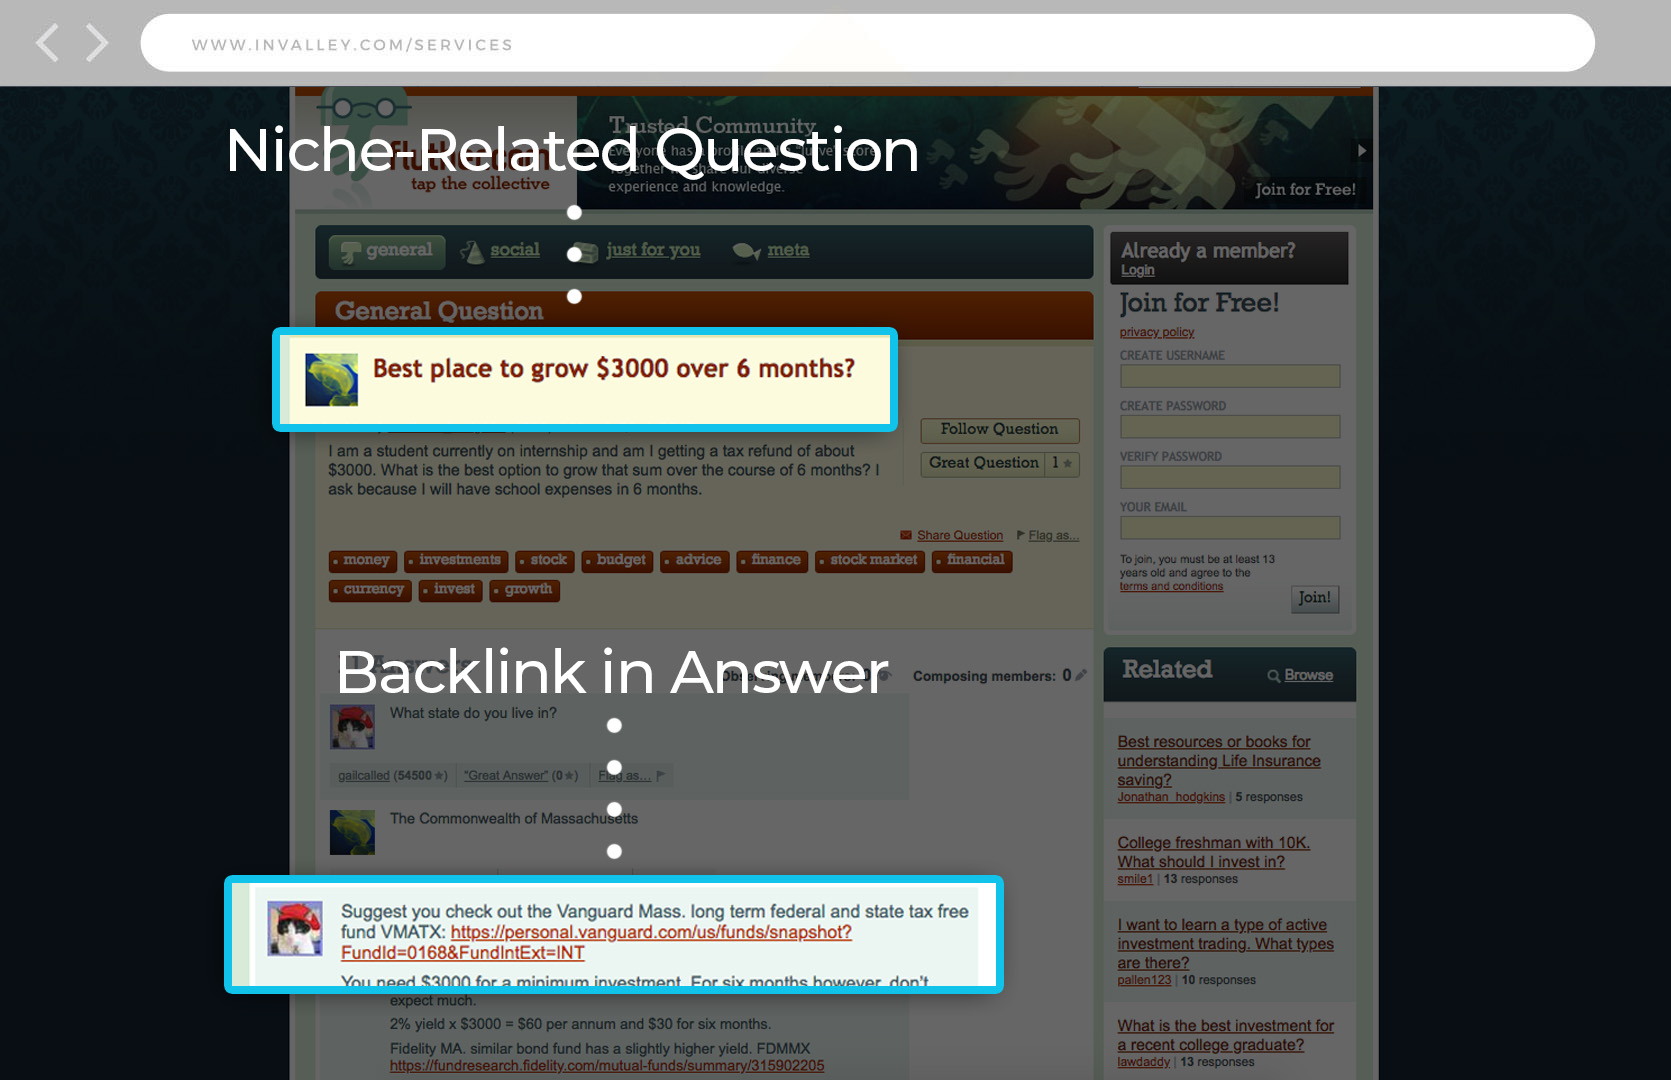 WWW.INVALLEY.COM/SERVICES
Trusted Community
Niche-Related Question
tap the collective
experience and knowledge.
Join for Free!
general
social
just for you
meta
General Question
Best place to grow $3000 over 6 months?
I am a student currently on internship and am I getting a tax refund of about
$3000. What is the best option to grow that sum over the course of 6 months? I
ask because I will have school expenses in 6 months.
Follow Question
Great Question 1
Share Question Flag as...
money investments stock budget advice finance stock market financial
currency invest growth
Backlink in Answer
Composing members: 0
What state do you live in?
gailcalled (54500★) "Great Answer" (0★) Flag as...
The Commonwealth of Massachusetts
Suggest you check out the Vanguard Mass. long term federal and state tax free
fund VMATX: https://personal.vanguard.com/us/funds/snapshot?
FundId=0168&FundIntExt=INT
You need $3000 for a minimum investment. For six months however, don't
expect much.
2% yield x $3000 = $60 per annum and $30 for six months.
Fidelity MA. similar bond fund has a slightly higher yield. FDMMX
https://fundresearch.fidelity.com/mutual-funds/summary/315902205
Already a member?
Login
Join for Free!
privacy policy
CREATE USERNAME
CREATE PASSWORD
VERIFY PASSWORD
YOUR EMAIL
To join, you must be at least 13
years old and agree to the
terms and conditions
Join!
Related
Browse
Best resources or books for
understanding Life Insurance
saving?
Jonathan_hodgkins | 5 responses
College freshman with 10K.
What should I invest in?
smile1 | 13 responses
I want to learn a type of active
investment trading. What types
are there?
pallen123 | 10 responses
What is the best investment for
a recent college graduate?
lawdaddy | 13 responses